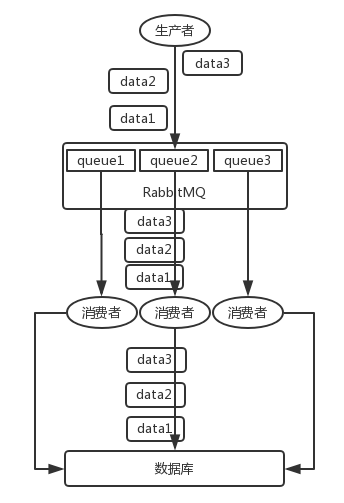 生产者
data3
data2
data1
queue1 queue2 queue3
RabbitMQ
data3
data2
data1
消费者 消费者 消费者
data3
data2
data1
数据库